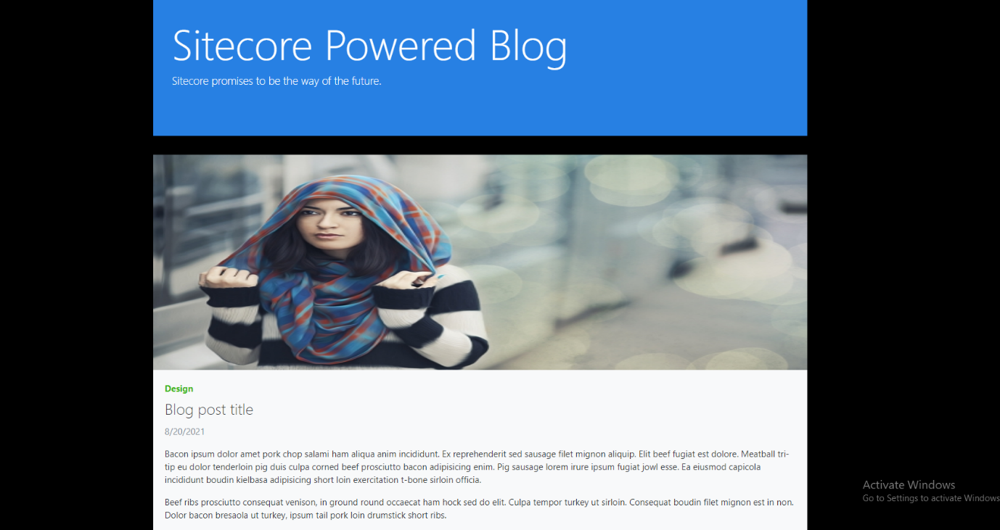 Sitecore Powered Blog
Sitecore promises to be the way of the future.
Design
Blog post title
8/20/2021
Bacon ipsum dolor amet pork chop salami ham aliqua anim incididunt. Ex reprehenderit sed sausage filet mignon aliquip. Elit beef fugiat est dolore. Meatball tri-
tip eu dolor tenderloin pig duis culpa corned beef prosciutto bacon adipisicing enim. Pig sausage lorem irure ipsum fugiat jowl esse. Ea eiusmod capicola
incididunt boudin kielbasa adipisicing short loin exercitation t-bone sirloin officia.
Beef ribs prosciutto consequat venison, in ground round occaecat ham hock sed do elit. Culpa tempor turkey ut sirloin. Consequat boudin filet mignon est in non.
Dolor bacon bresaola ut turkey, ipsum tail pork loin drumstick short ribs.
Activate Windows
Go to Settings to activate Windows